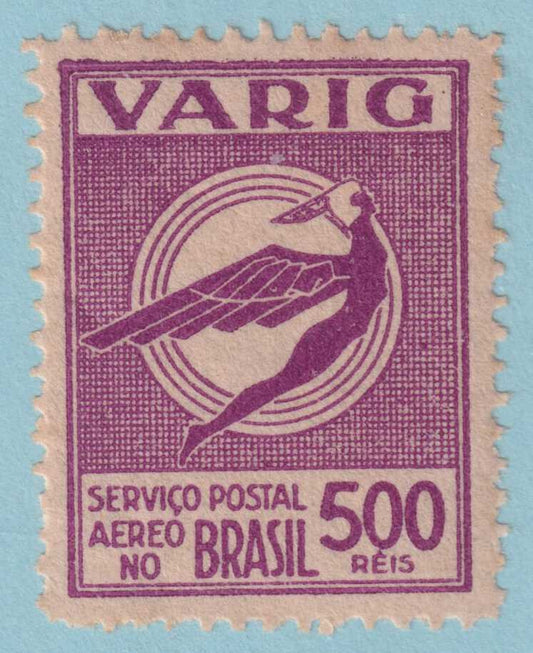 VARIG
SERVIÇO POSTAL
AEREO
NO BRASIL
500
RÉIS